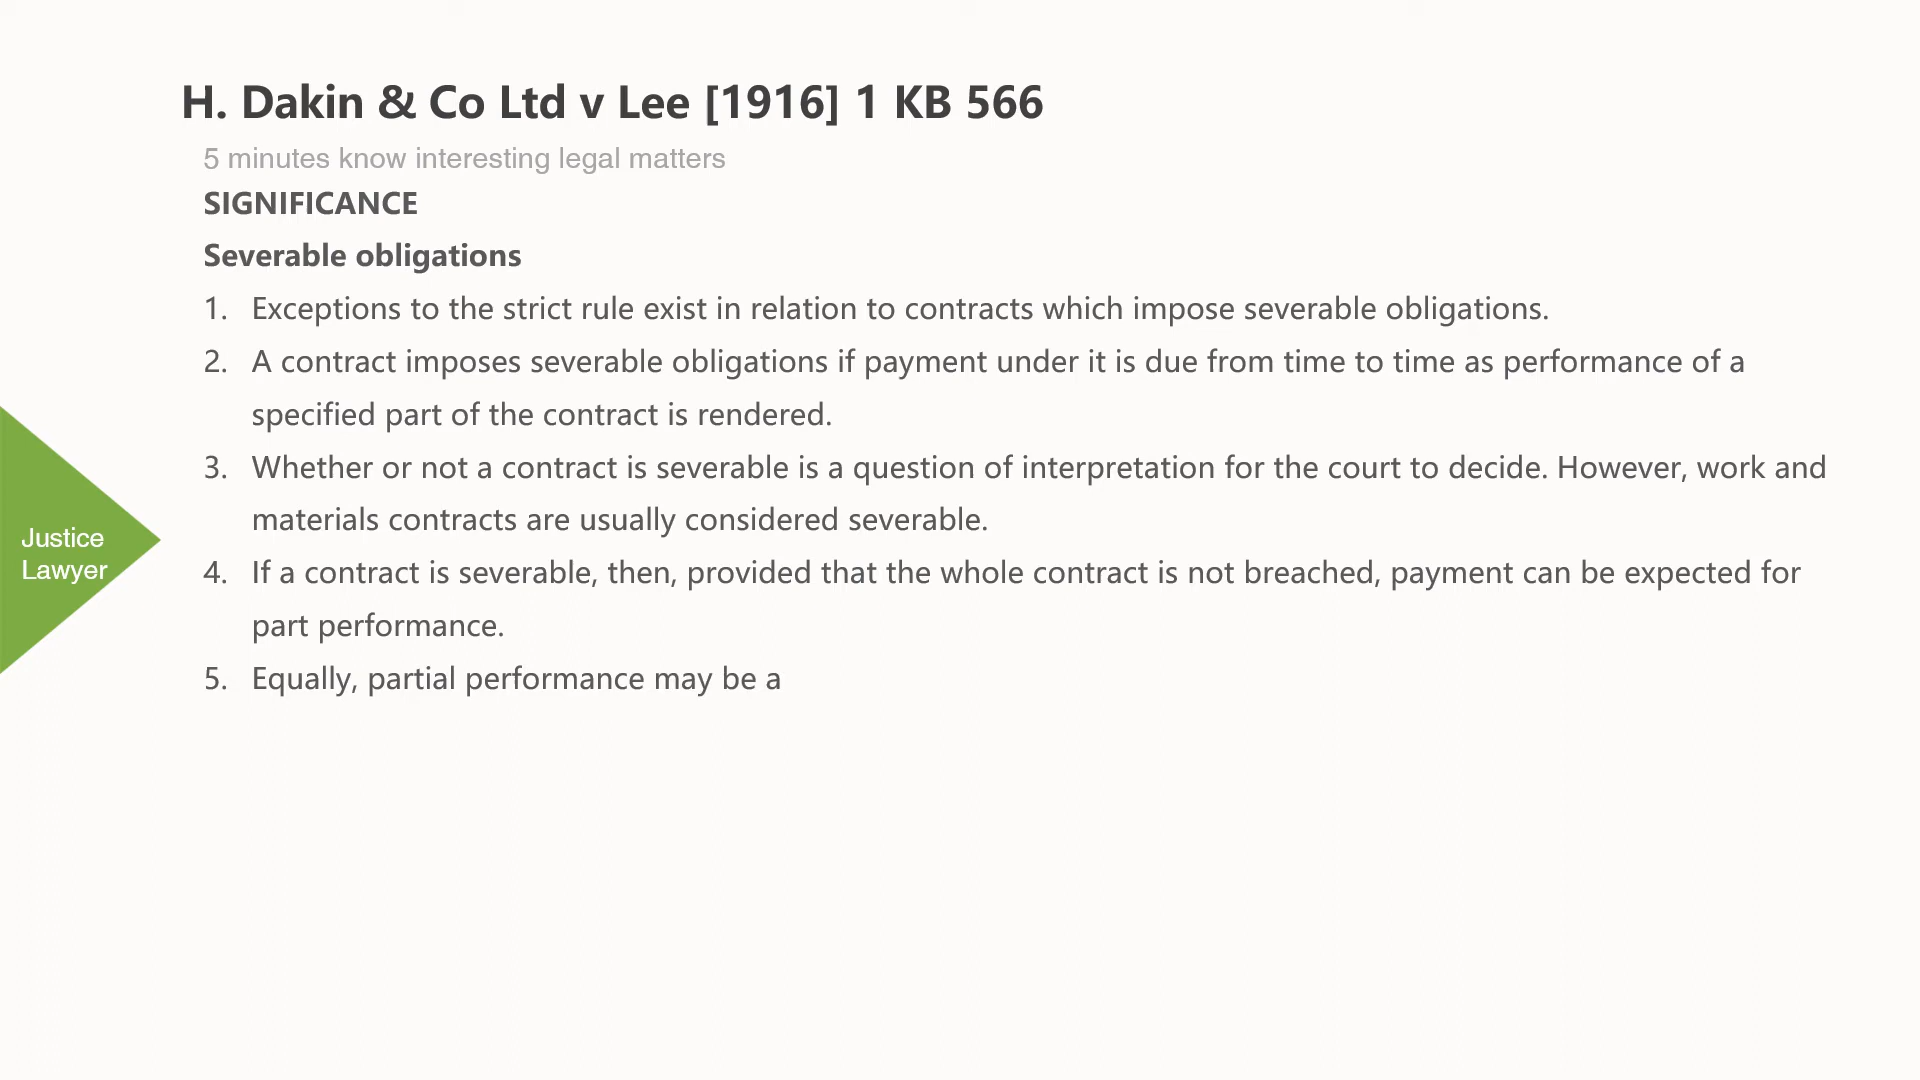 H. Dakin & Co Ltd v Lee [1916] 1 KB 566
5 minutes know interesting legal matters
SIGNIFICANCE
Severable obligations
1. Exceptions to the strict rule exist in relation to contracts which impose severable obligations.
2. A contract imposes severable obligations if payment under it is due from time to time as performance of a
specified part of the contract is rendered.
3. Whether or not a contract is severable is a question of interpretation for the court to decide. However, work and
materials contracts are usually considered severable.
4. If a contract is severable, then, provided that the whole contract is not breached, payment can be expected for
part performance.
5. Equally, partial performance may be a
Justice
Lawyer